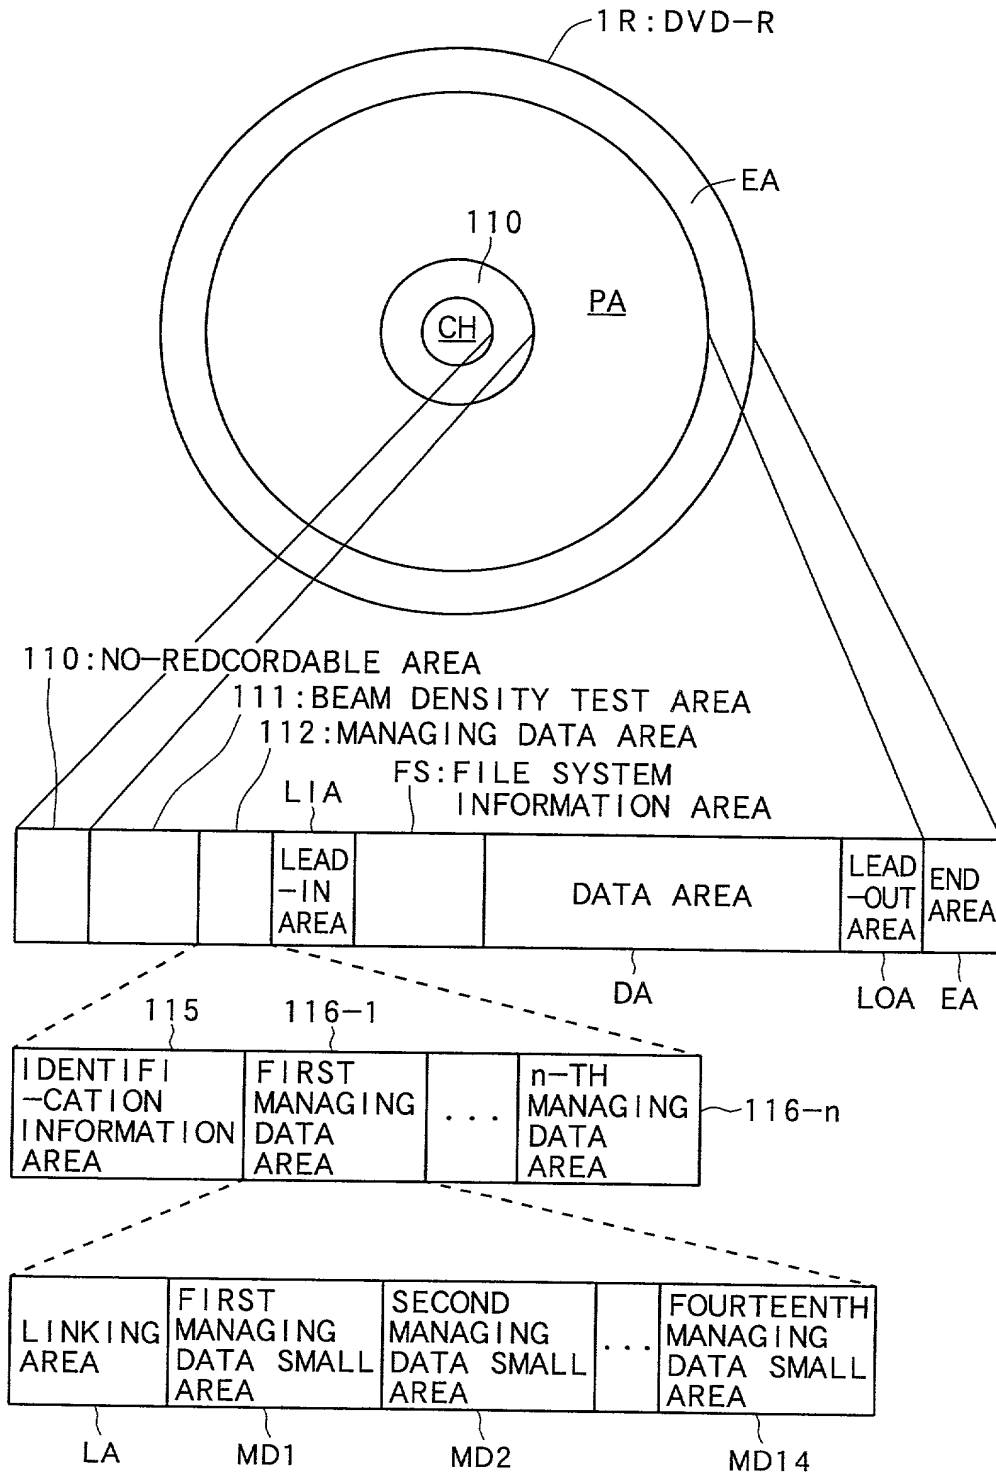 1R:DVD-R
EA
110
PA
CH
110:NO-REDCORDABLE AREA
111:BEAM DENSITY TEST AREA
112:MANAGING DATA AREA
LIA
FS:FILE SYSTEM
INFORMATION AREA
LEAD
-IN
AREA
DATA AREA
LEAD
-OUT
AREA
END
AREA
DA
LOA
EA
115
116-1
IDENTIFI
-CATION
INFORMATION
AREA
FIRST
MANAGING
DATA
AREA
...
n-TH
MANAGING
DATA
AREA
116-n
LINKING
AREA
FIRST
MANAGING
DATA SMALL
AREA
SECOND
MANAGING
DATA SMALL
AREA
...
FOURTEENTH
MANAGING
DATA SMALL
AREA
LA
MD1
MD2
MD14